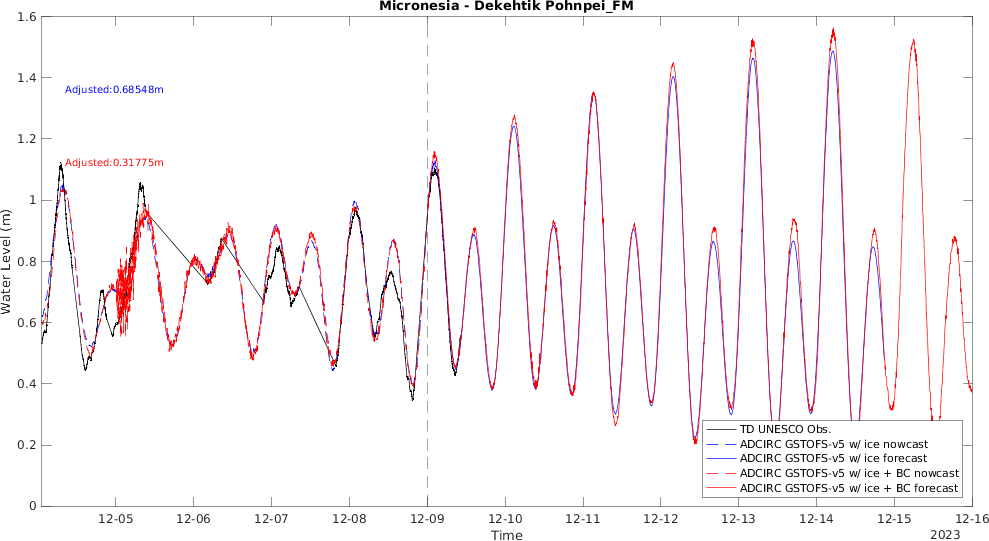 Micronesia - Dekehtik Pohnpei_FM
1.6
1.4
1.2
1
0.8
0.6
0.4
0.2
0
Water Level (m)
Adjusted:0.68548m
Adjusted:0.31775m
TD UNESCO Obs.
ADCIRC GSTOFS-v5 w/ ice nowcast
ADCIRC GSTOFS-v5 w/ ice forecast
ADCIRC GSTOFS-v5 w/ ice + BC nowcast
ADCIRC GSTOFS-v5 w/ ice + BC forecast
12-05 12-06 12-07 12-08 12-09 12-10 12-11 12-12 12-13 12-14 12-15 12-16
Time
2023